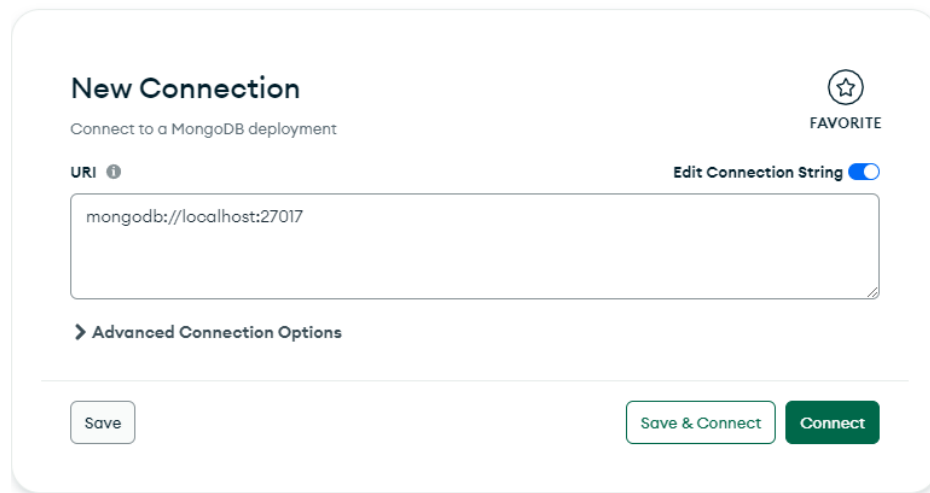 New Connection
FAVORITE
Connect to a MongoDB deployment
URI
Edit Connection String
mongodb://localhost:27017
Advanced Connection Options
Save
Save & Connect
Connect